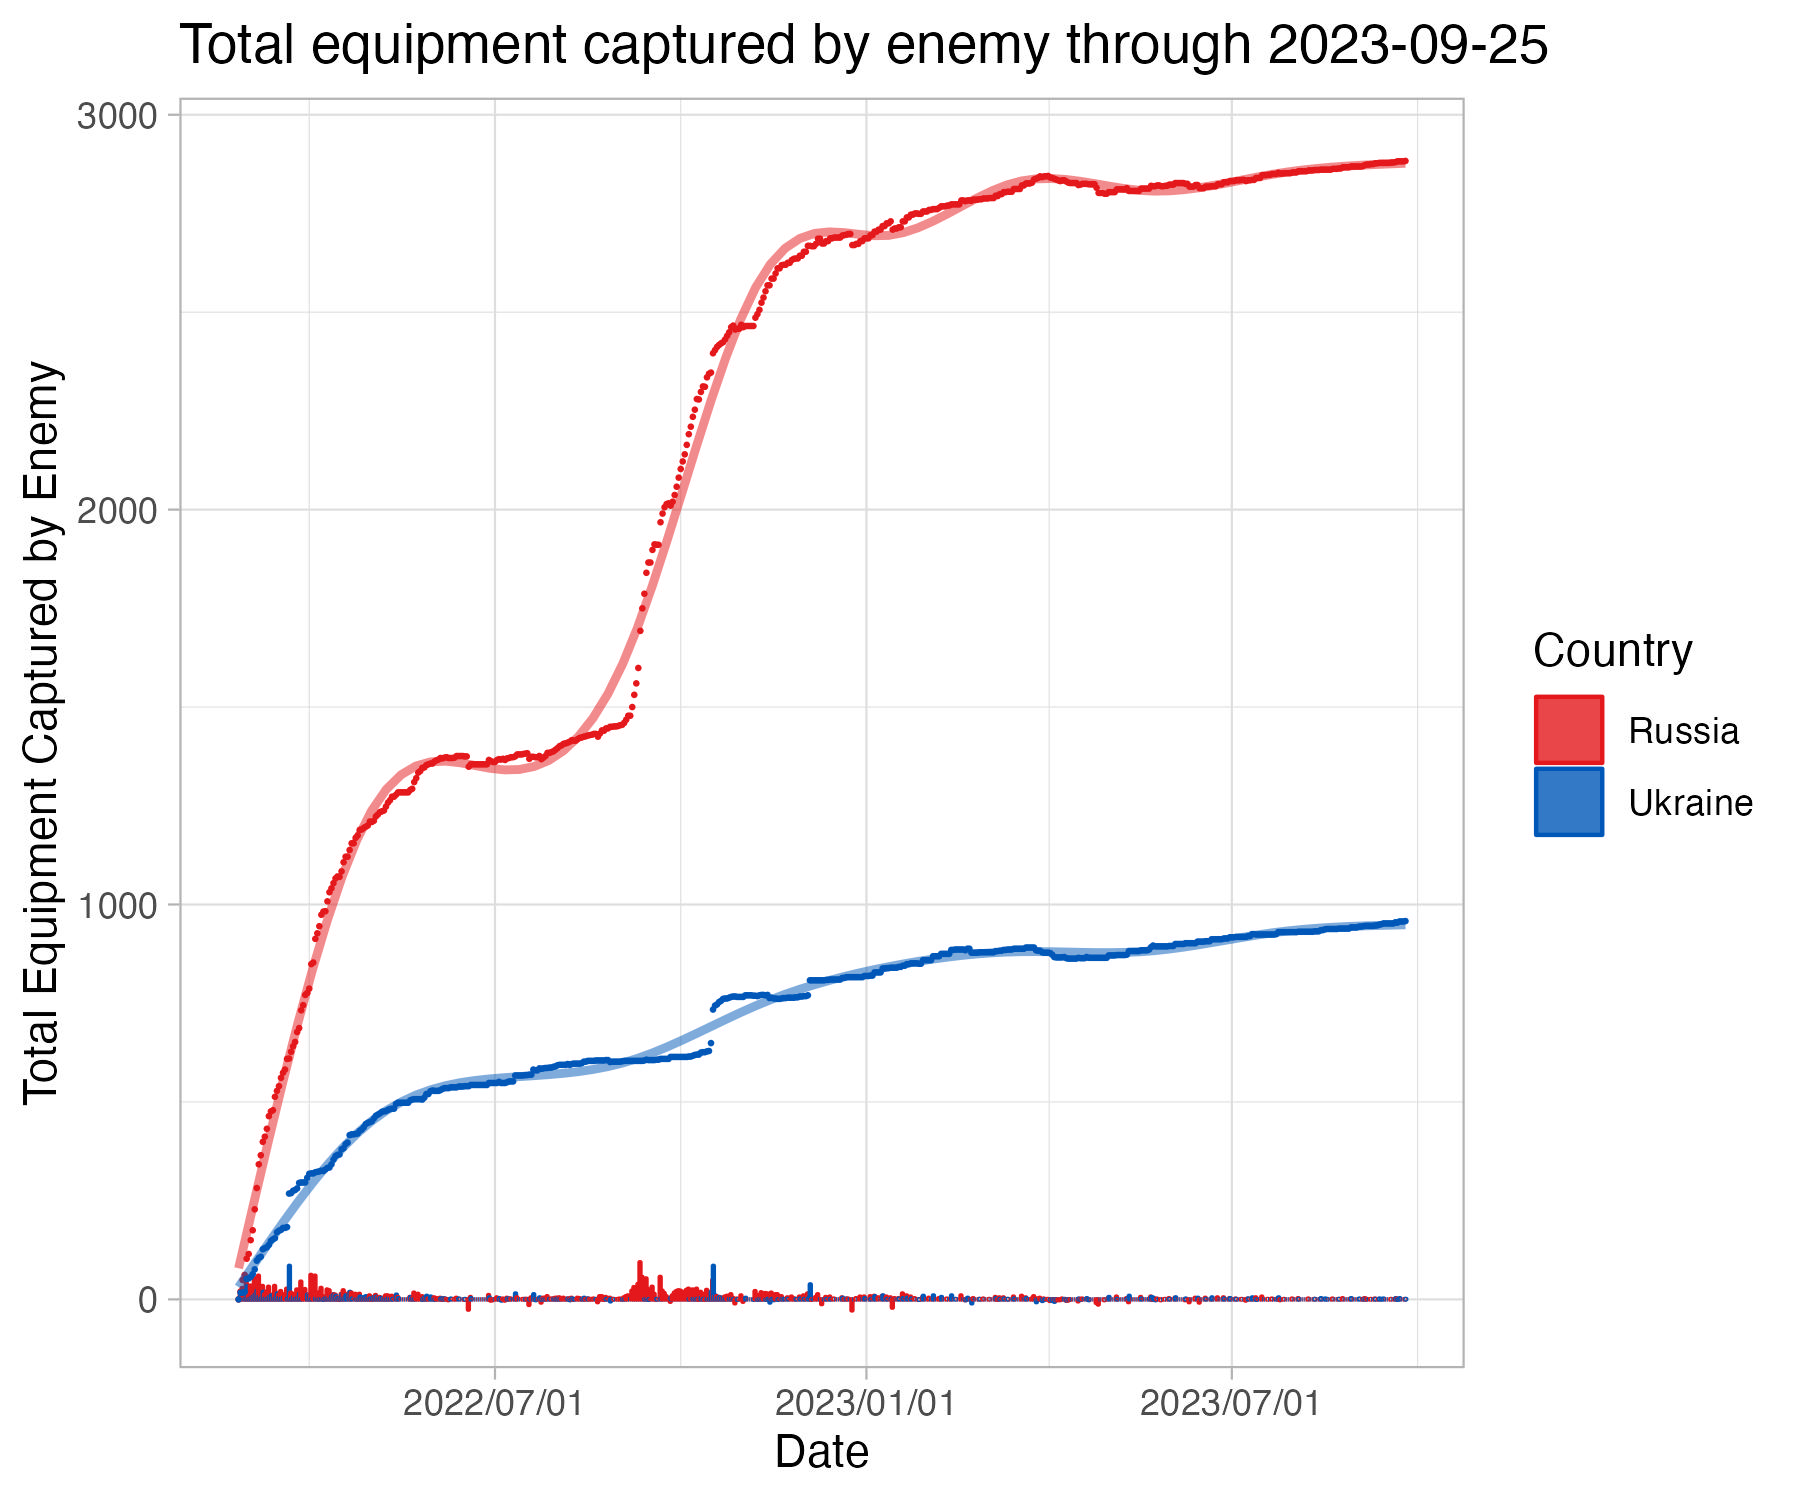 Total equipment captured by enemy through 2023-09-25
Total Equipment Captured by Enemy
3000
2000
1000
0
2022/07/01
2023/01/01
2023/07/01
Date
Country
Russia
Ukraine